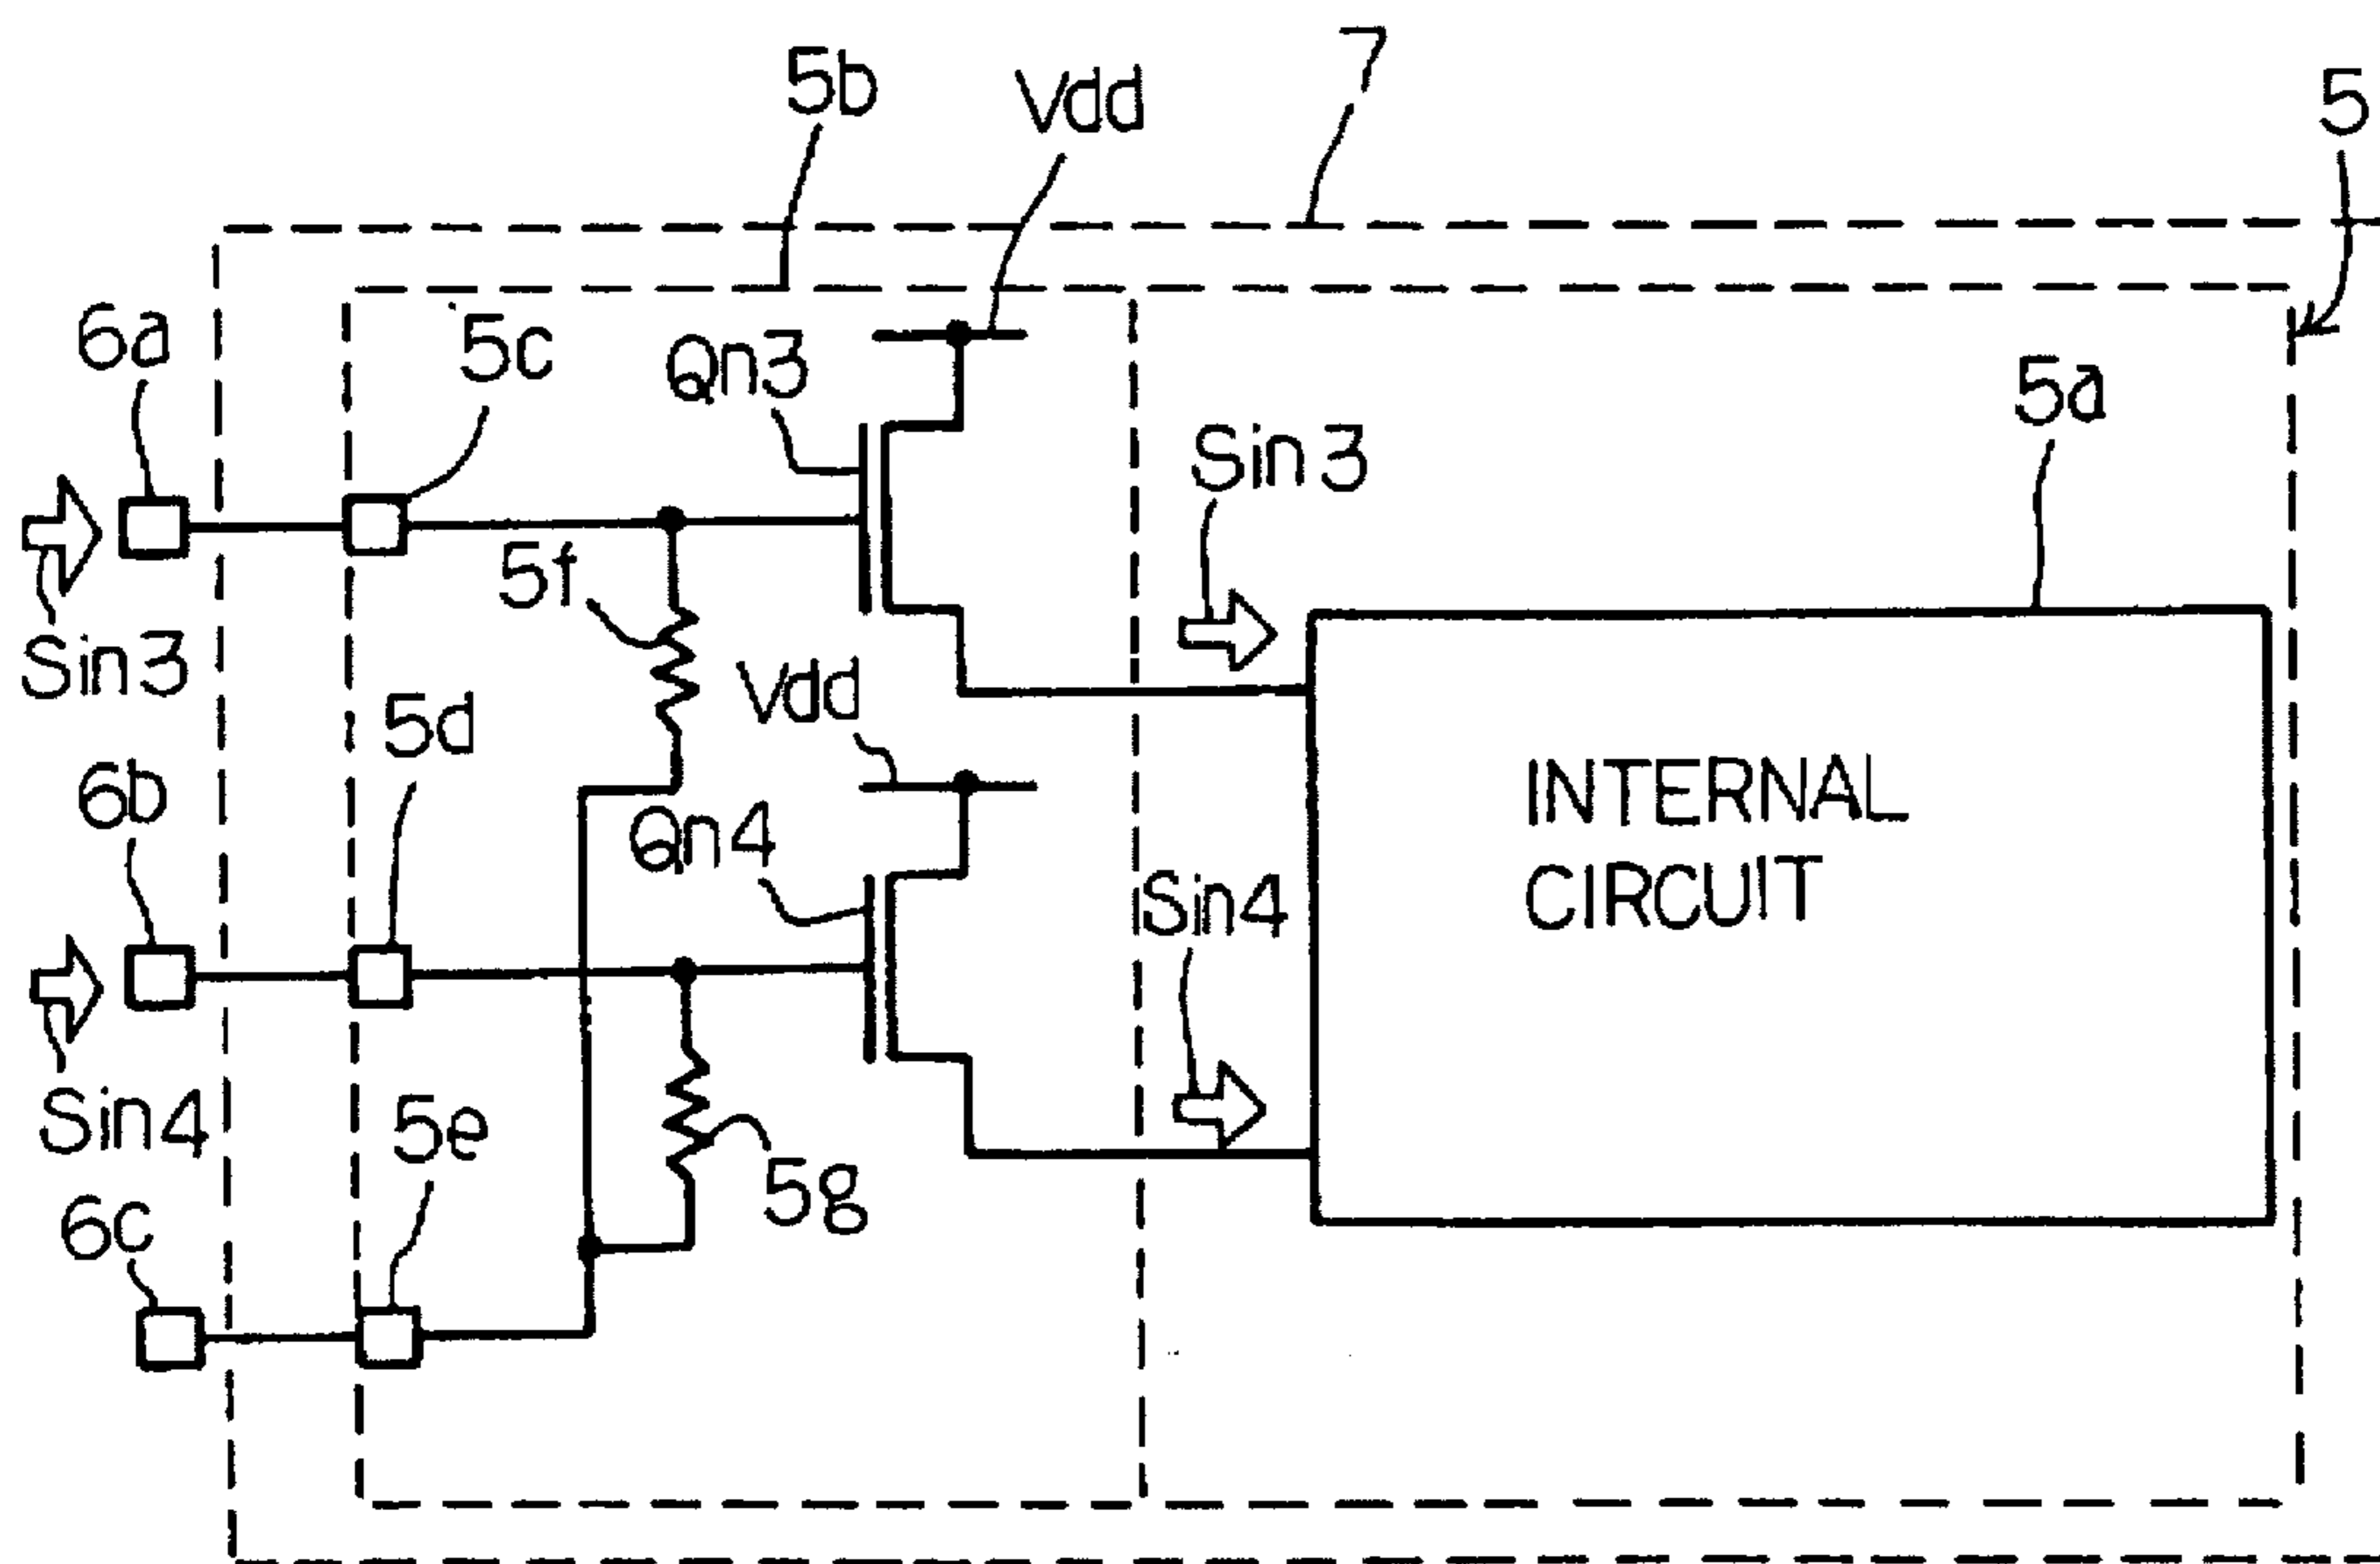 7
5b
Vdd
5
6a
5c
Qn3
5a
Sin3
5f
Sin3
5d
Vdd
6b
Qn4
INTERNAL
CIRCUIT
Sin4
Sin4
5e
5g
6c